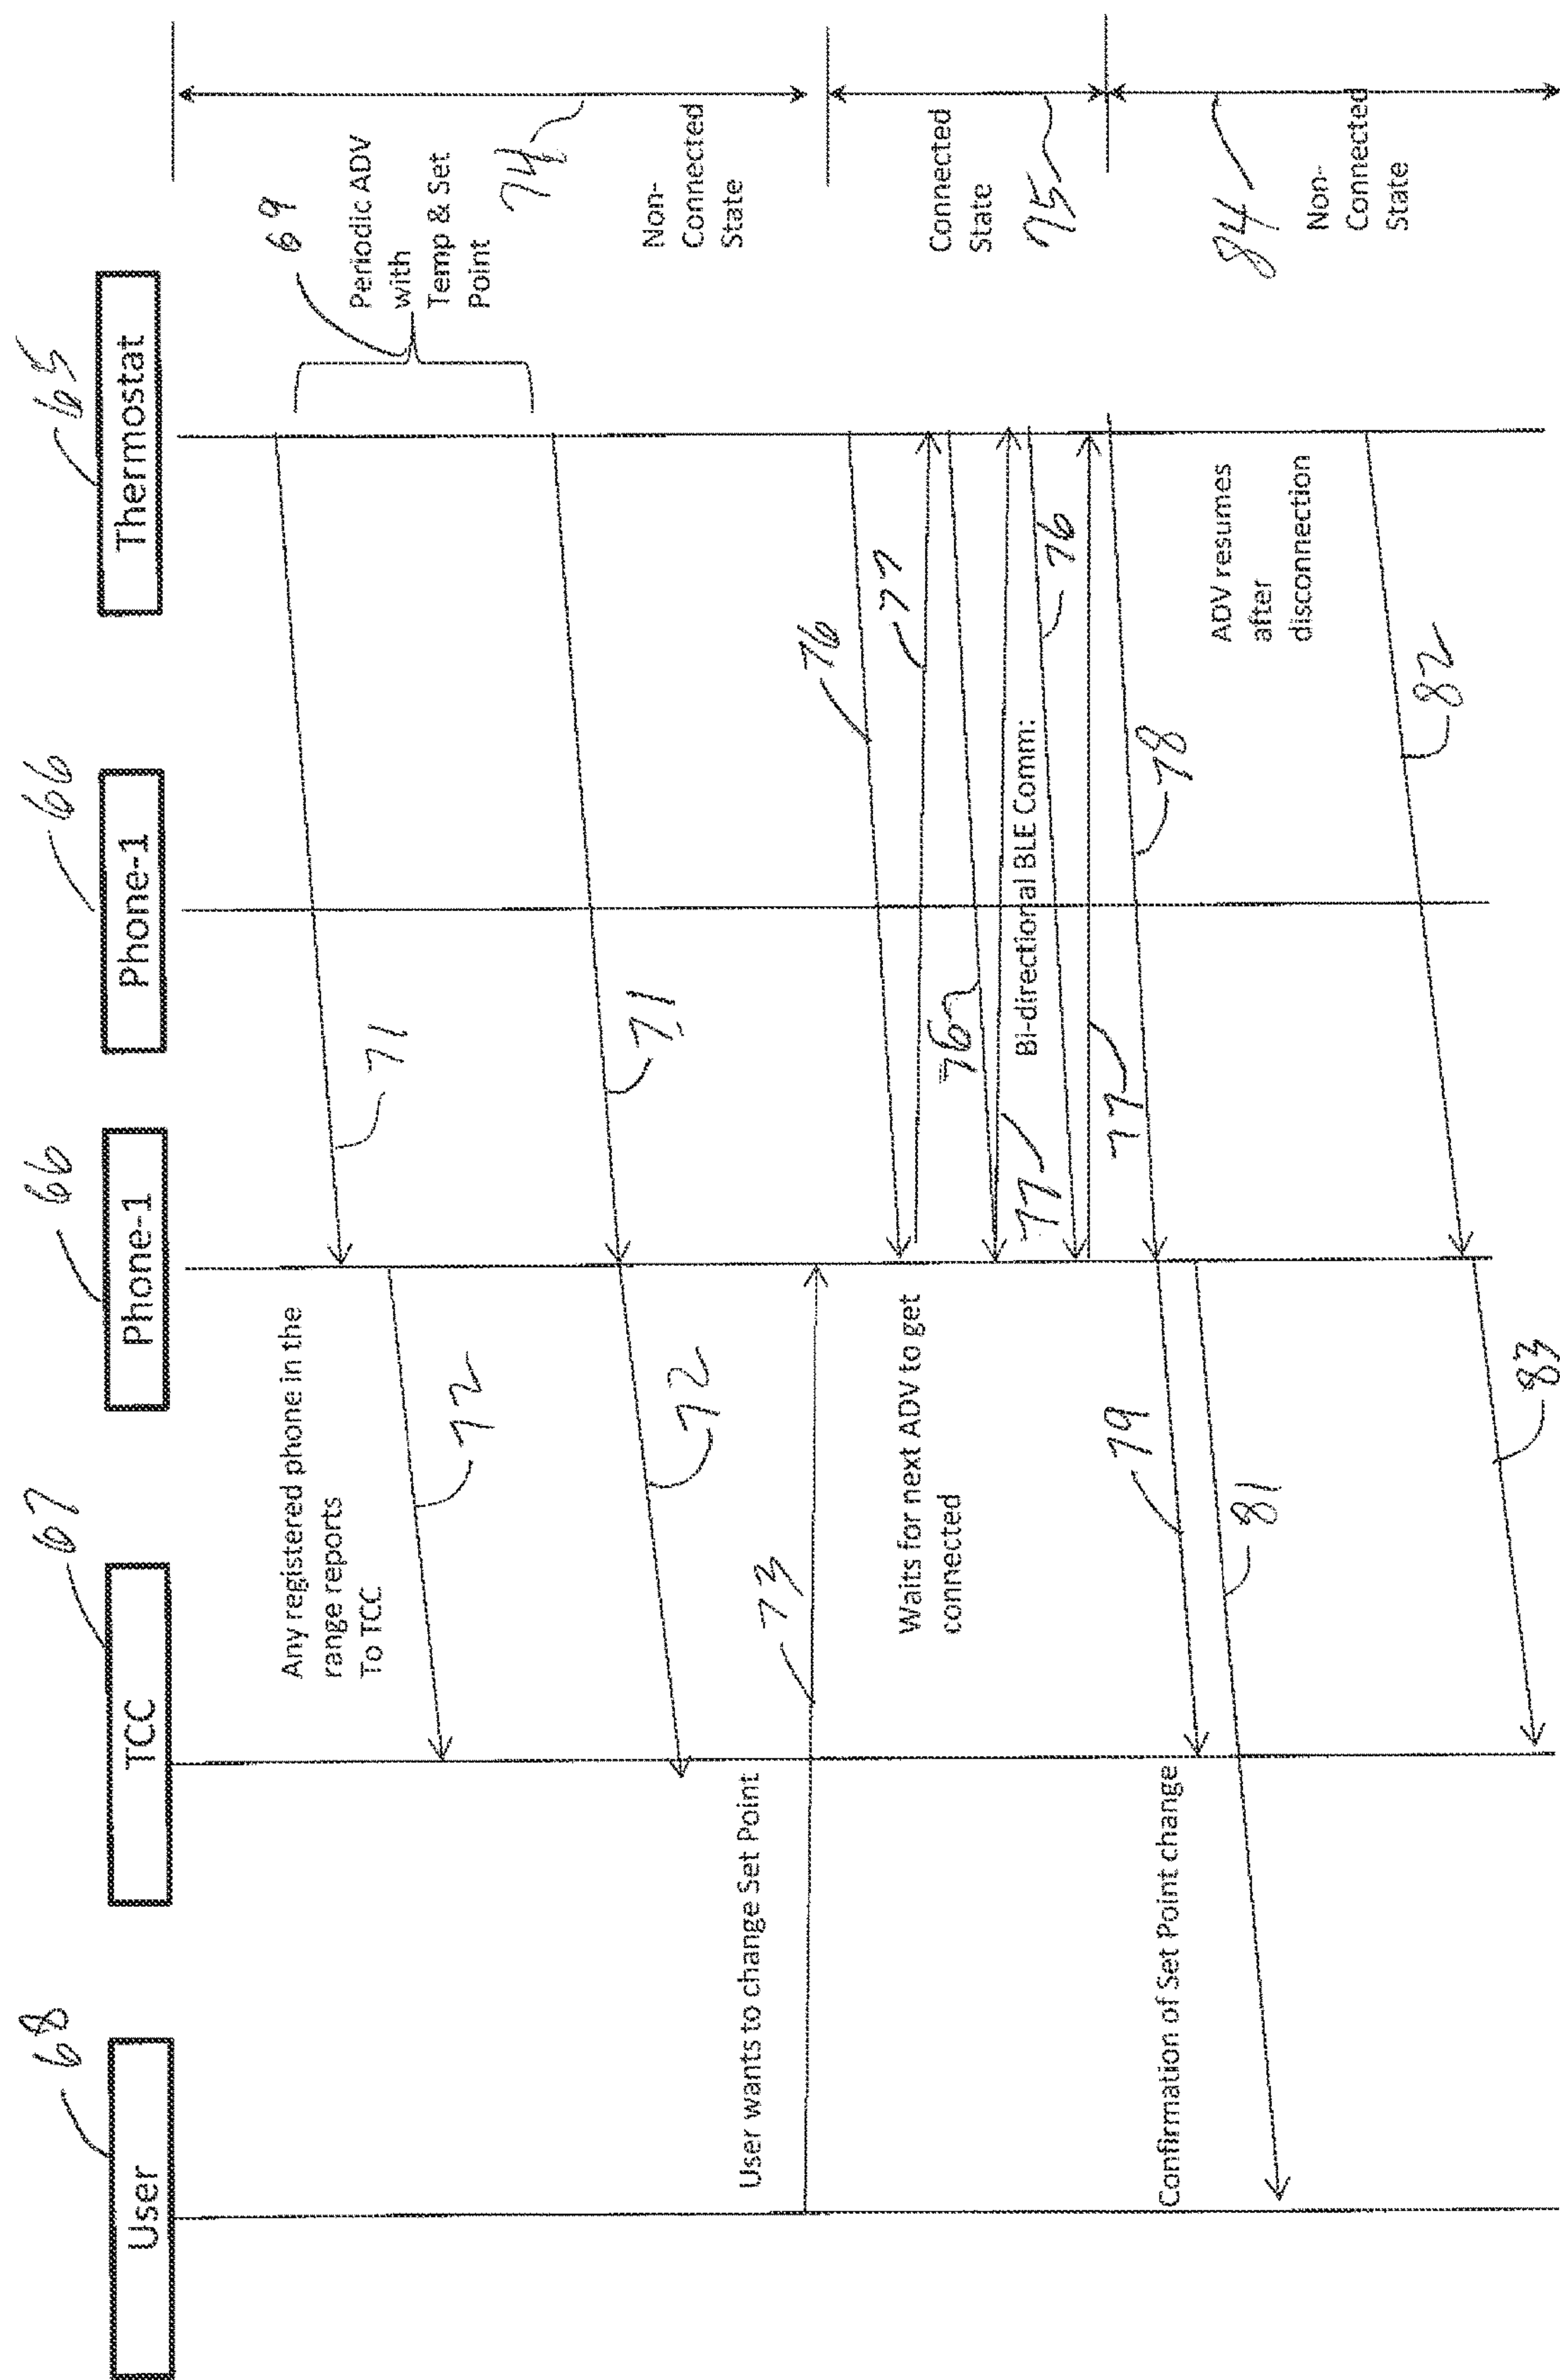 68
67
66
66
65
User
TCC
Phone-1
Phone-1
Thermostat
69
Periodic ADV
with
Temp & Set
Point
Any registered phone in the
range reports
To TCC
71
72
74
71
72
Non-
Connected
State
User wants to change Set Point
73
76
77
Waits for next ADV to get
connected
Connected
State
76
Bi-directional BLE Comm:
77
76
75
77
Confirmation of Set Point change
79
78
81
ADV resumes
after
disconnection
84
Non-
Connected
State
82
83